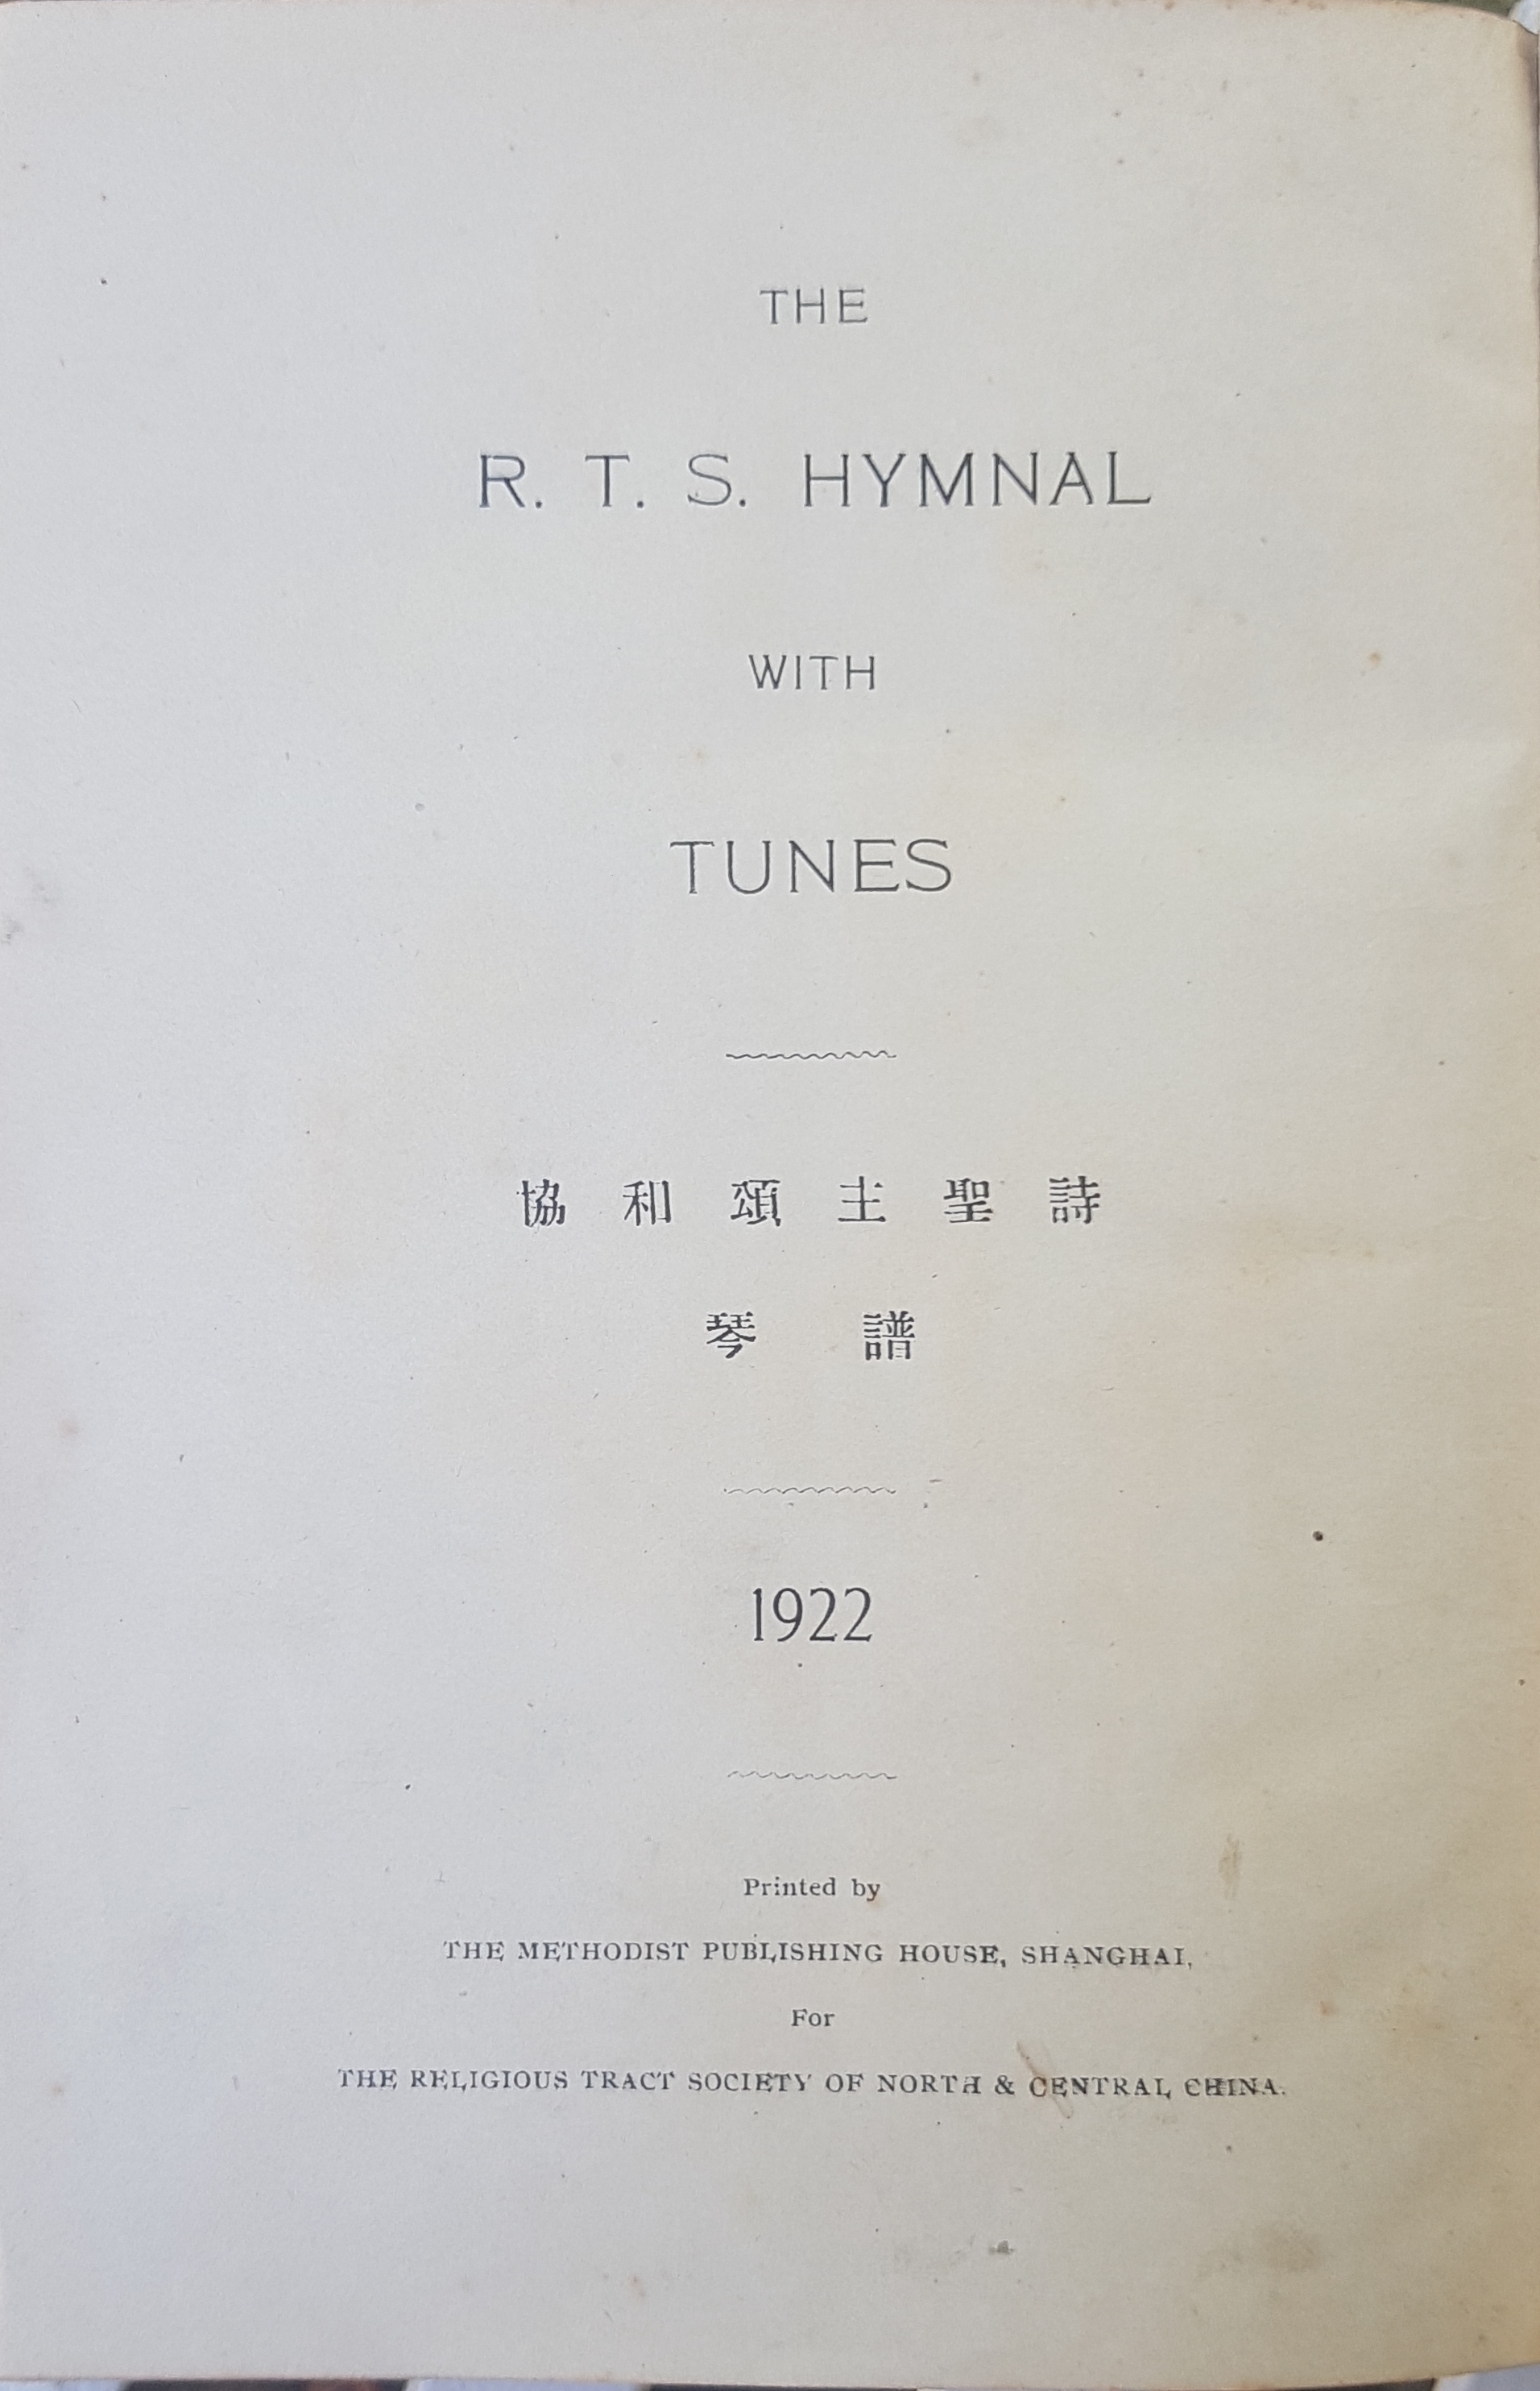 THE
R. T. S. HYMNAL
WITH
TUNES
協和頌主聖詩
琴譜
1922
Printed by
THE METHODIST PUBLISHING HOUSE, SHANGHAI,
For
THE RELIGIOUS TRACT SOCIETY OF NORTH & CENTRAL CHINA.